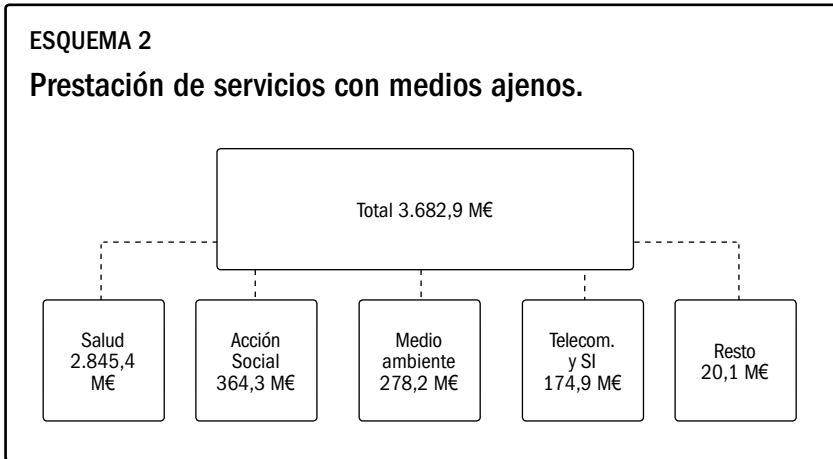 ESQUEMA 2
Prestación de servicios con medios ajenos.
Total 3.682,9 M€
Salud
2.845,4
M€
Acción
Social
364,3 M€
Medio
ambiente
278,2 M€
Telecom.
y SI
174,9 M€
Resto
20,1 M€